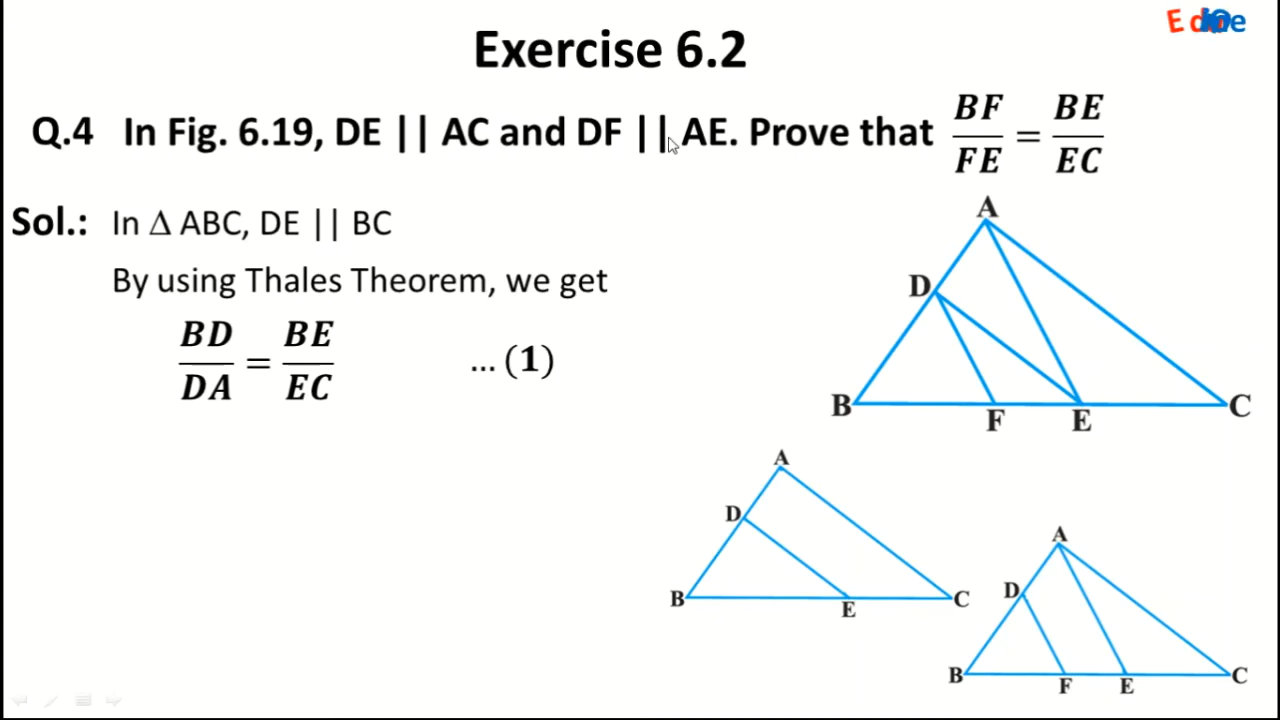 Exercise 6.2
Q.4 In Fig. 6.19, DE || AC and DF || AE. Prove that BF/FE = BE/EC
Sol.: In Δ ABC, DE || BC
By using Thales Theorem, we get
BD/DA = BE/EC ... (1)
A
D
B F E C
A
D
B E C
A
D
B F E C